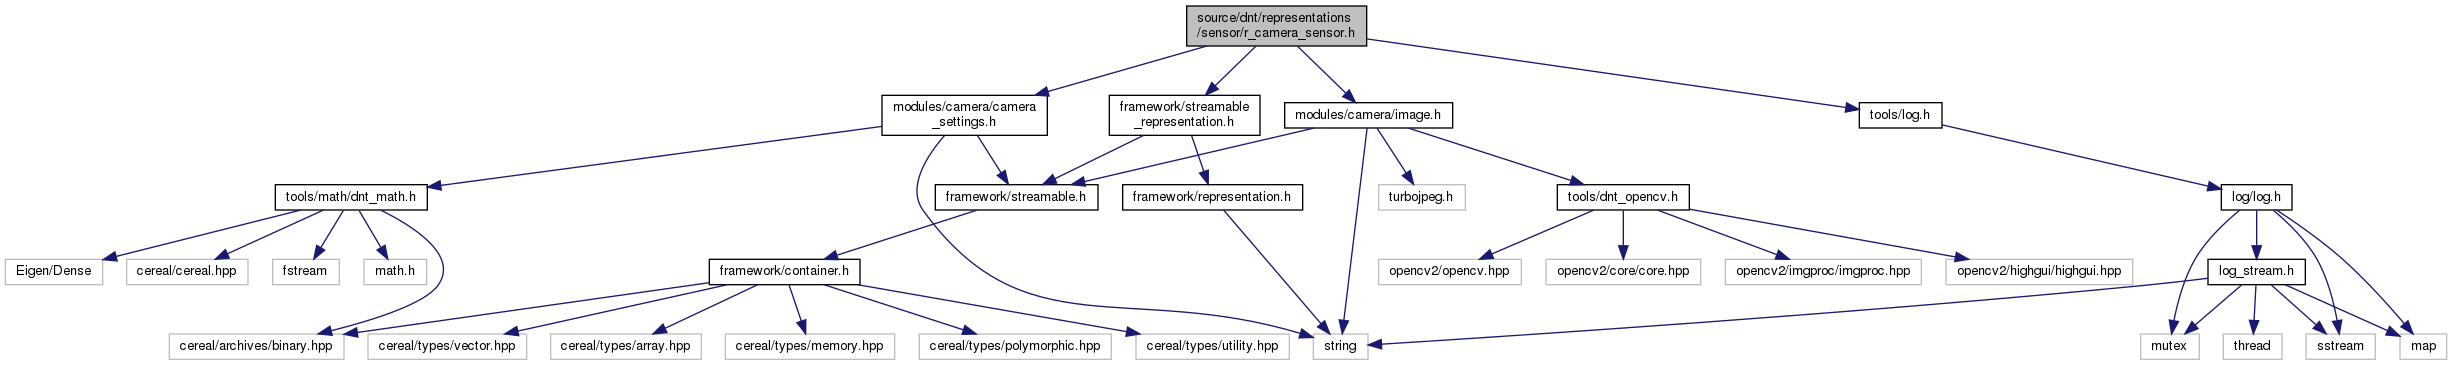 source/dnt/representations
/sensor/r_camera_sensor.h
modules/camera/camera
_settings.h
framework/streamable
_representation.h
modules/camera/image.h
tools/log.h
tools/math/dnt_math.h
framework/streamable.h
framework/representation.h
turbojpeg.h
tools/dnt_opencv.h
log/log.h
Eigen/Dense
cereal/cereal.hpp
fstream
math.h
framework/container.h
opencv2/opencv.hpp
opencv2/core/core.hpp
opencv2/imgproc/imgproc.hpp
opencv2/highgui/highgui.hpp
log_stream.h
cereal/archives/binary.hpp
cereal/types/vector.hpp
cereal/types/array.hpp
cereal/types/memory.hpp
cereal/types/polymorphic.hpp
cereal/types/utility.hpp
string
mutex
thread
sstream
map